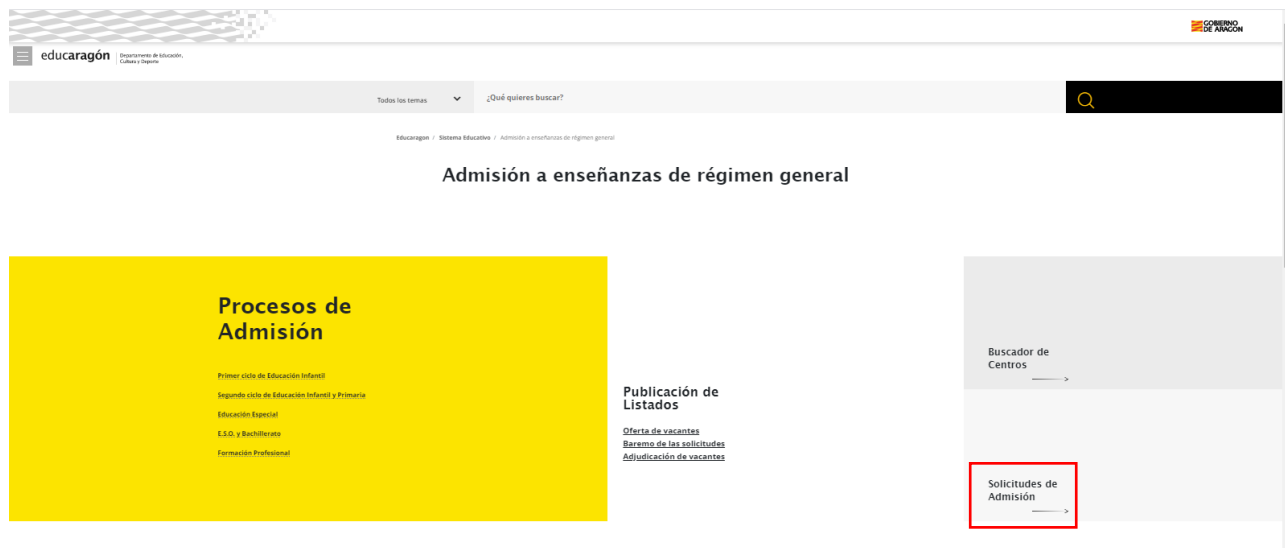 GOBIERNO
DE ARAGON
educaragón
Departamento de Educación,
Cultura y Deporte
Todos los temas
¿Qué quieres buscar?
Educaragon / Sistema Educativo / Admisión a enseñanzas de régimen general
Admisión a enseñanzas de régimen general
Procesos de
Admisión
Primer ciclo de Educación Infantil
Segundo ciclo de Educación Infantil y Primaria
Educación Especial
E.S.O. y Bachillerato
Formación Profesional
Publicación de
Listados
Oferta de vacantes
Baremo de las solicitudes
Adjudicación de vacantes
Buscador de
Centros
Solicitudes de
Admisión